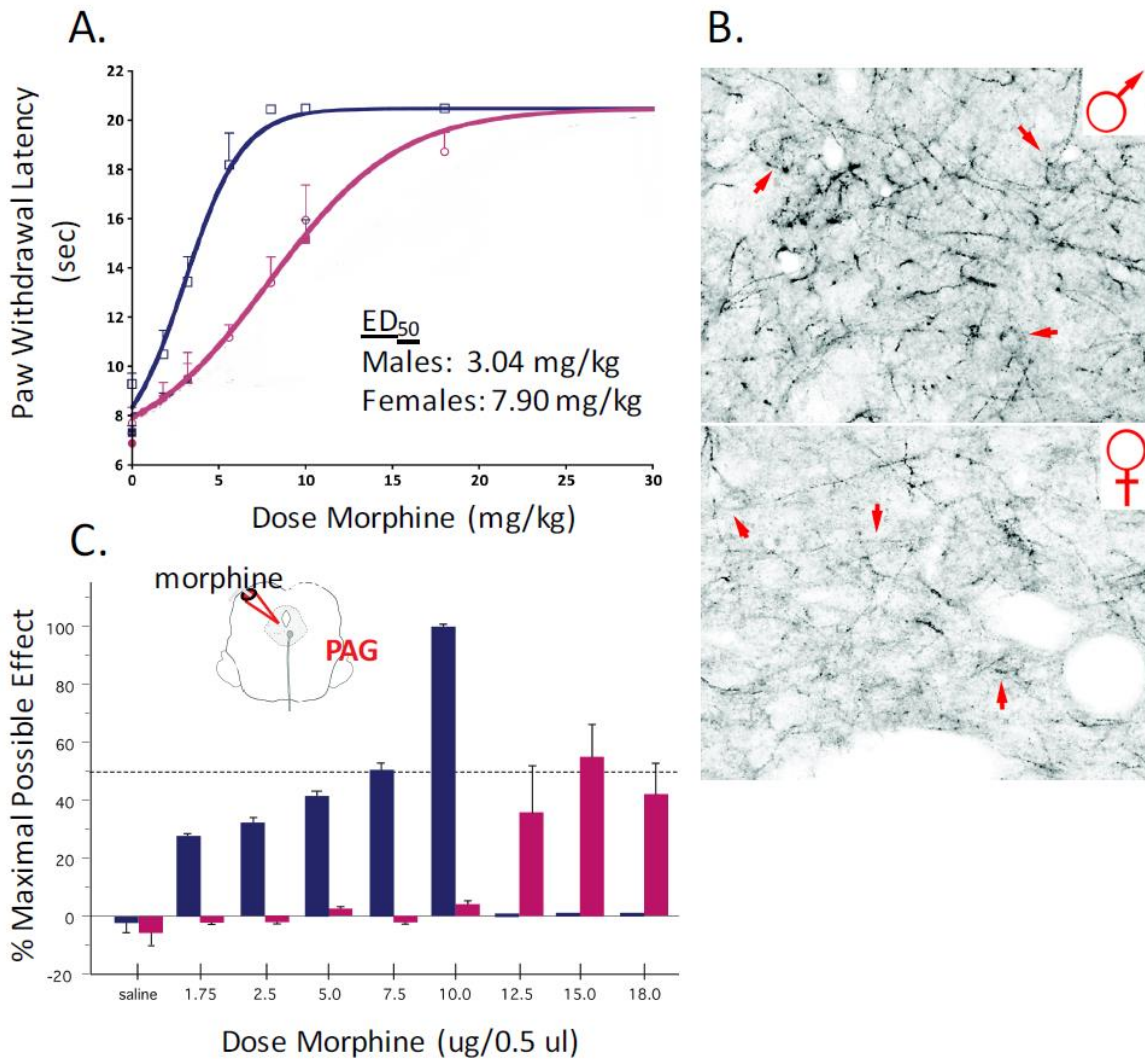 A.
22
20
18
16
14
12
10
8
6
0
5
10
15
20
25
30
Paw Withdrawal Latency
(sec)
ED50
Males: 3.04 mg/kg
Females: 7.90 mg/kg
Dose Morphine (mg/kg)
B.
C.
morphine
PAG
100
80
60
40
20
0
-20
% Maximal Possible Effect
saline
1.75
2.5
5.0
7.5
10.0
12.5
15.0
18.0
Dose Morphine (ug/0.5 ul)